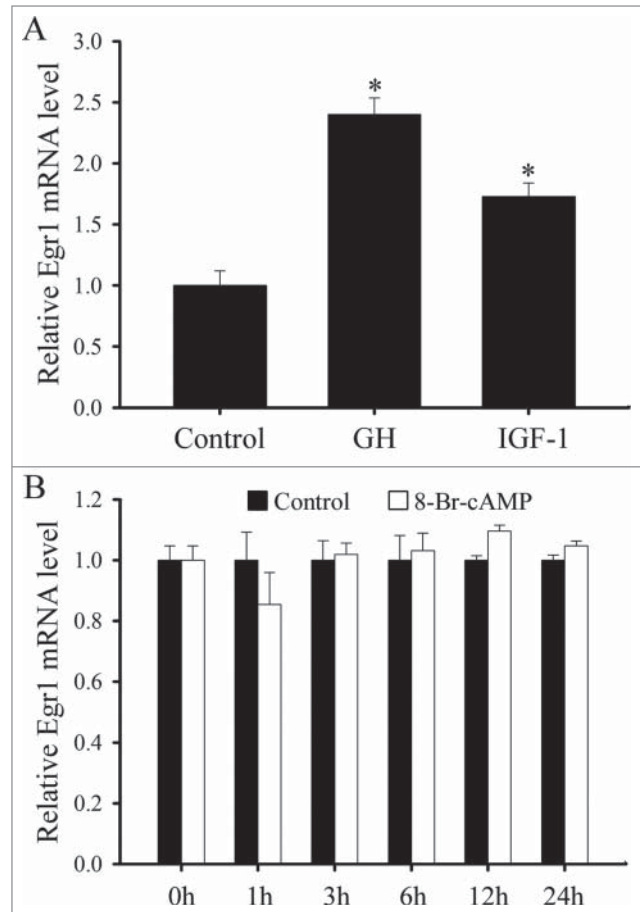 A
Relative Egr1 mRNA level
3.0
2.5
2.0
1.5
1.0
0.5
0.0
*
*
Control GH IGF-1
B
Relative Egr1 mRNA level
Control 8-Br-cAMP
1.2
1.0
0.8
0.6
0.4
0.2
0.0
0h 1h 3h 6h 12h 24h